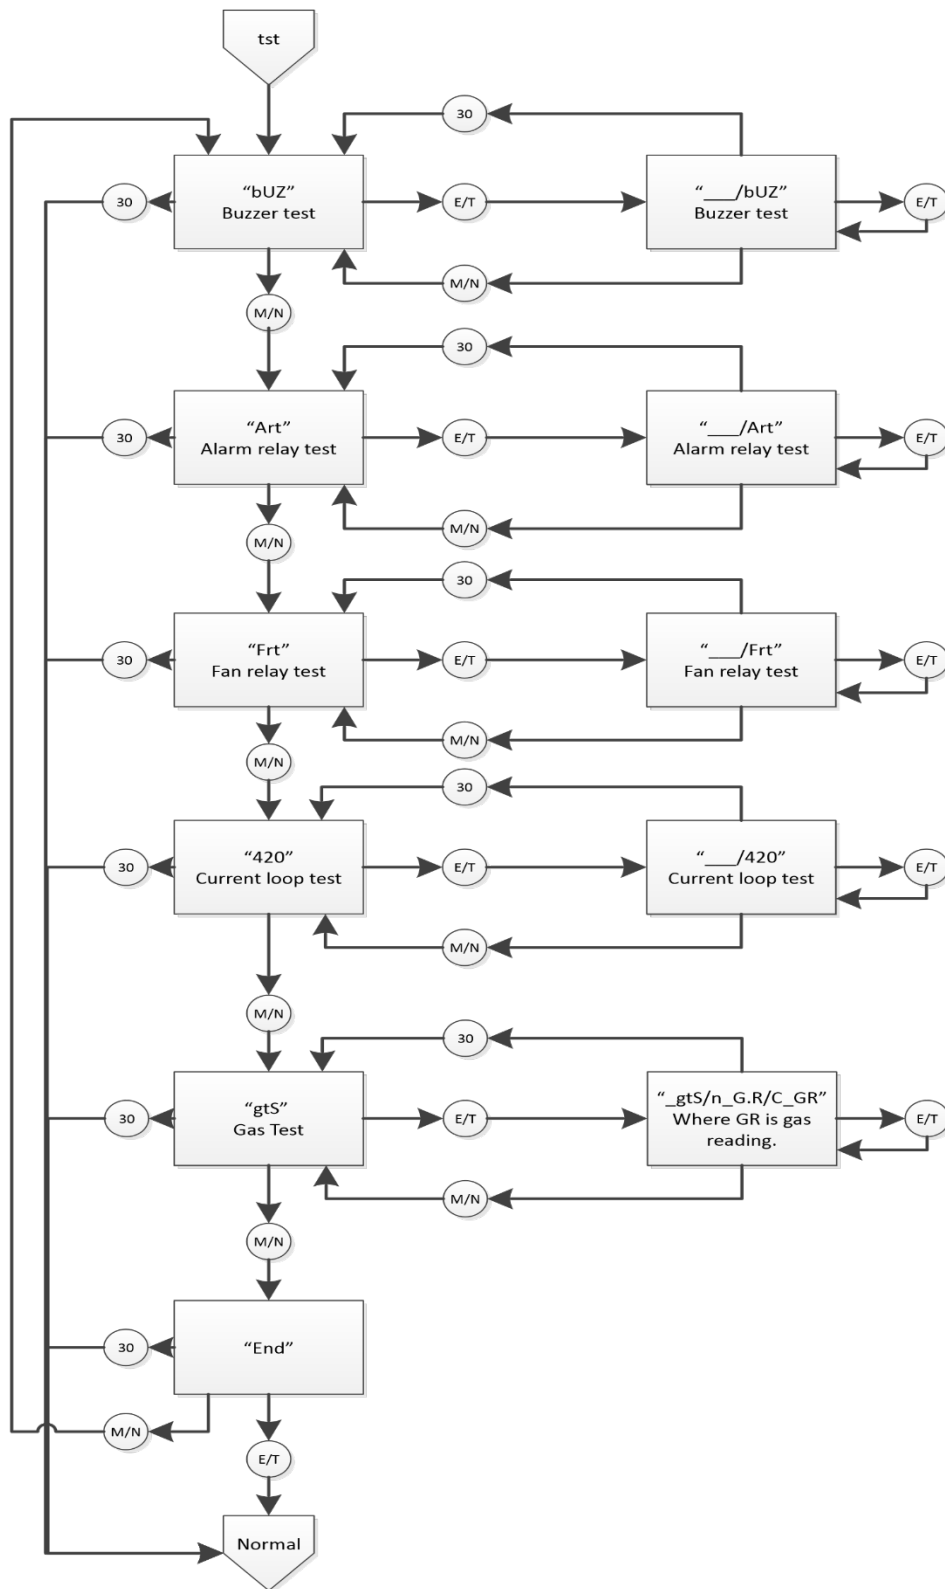 tst
30
"bUZ"
Buzzer test
30
E/T
"___/bUZ"
Buzzer test
E/T
M/N
M/N
30
"Art"
Alarm relay test
30
E/T
"___/Art"
Alarm relay test
E/T
M/N
M/N
30
"Frt"
Fan relay test
30
E/T
"___/Frt"
Fan relay test
E/T
M/N
M/N
30
"420"
Current loop test
30
E/T
"___/420"
Current loop test
E/T
M/N
M/N
30
"gtS"
Gas Test
30
E/T
"_gtS/n_G.R/C_GR"
Where GR is gas
reading.
E/T
M/N
M/N
30
"End"
M/N
E/T
Normal